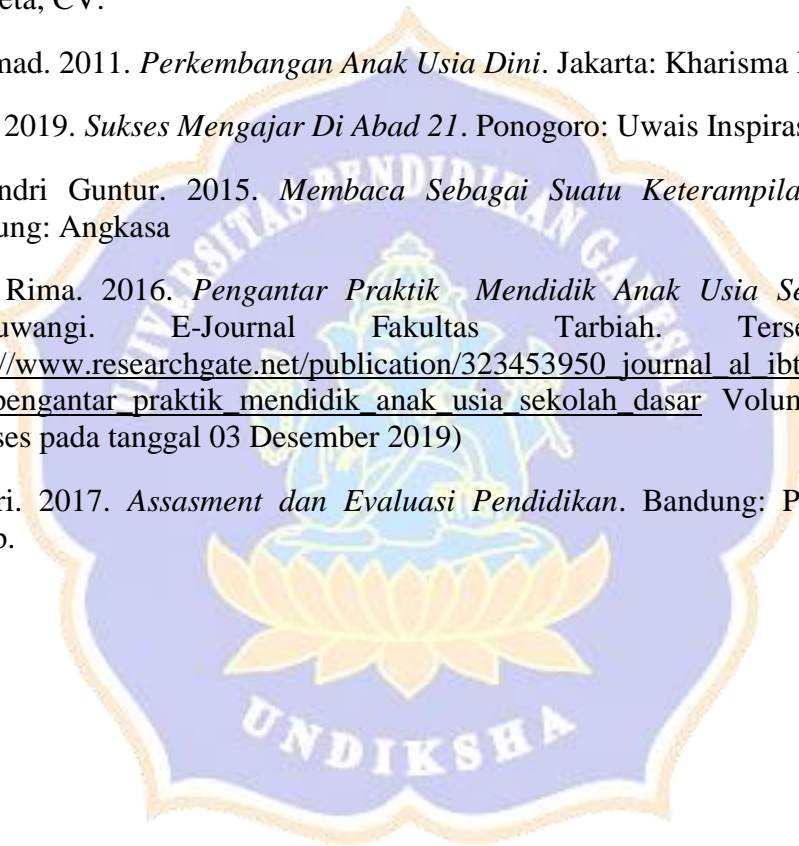 eta, CV.
mad. 2011. Perkembangan Anak Usia Dini. Jakarta: Kharisma
2019. Sukses Mengajar Di Abad 21. Ponogoro: Uwais Inspiras
ndri Guntur. 2015. Membaca Sebagai Suatu Keterampila
ung: Angkasa
Rima. 2016. Pengantar Praktik Mendidik Anak Usia Se
uwangi. E-Journal Fakultas Tarbiah. Terse
//www.researchgate.net/publication/323453950_journal_al_ibt
pengantar_praktik_mendidik_anak_usia_sekolah_dasar Volum
ses pada tanggal 03 Desember 2019)
ri. 2017. Assasment dan Evaluasi Pendidikan. Bandung: P
UNIVERSITAS PENDIDIKAN GANESHA
UNDIKSHA